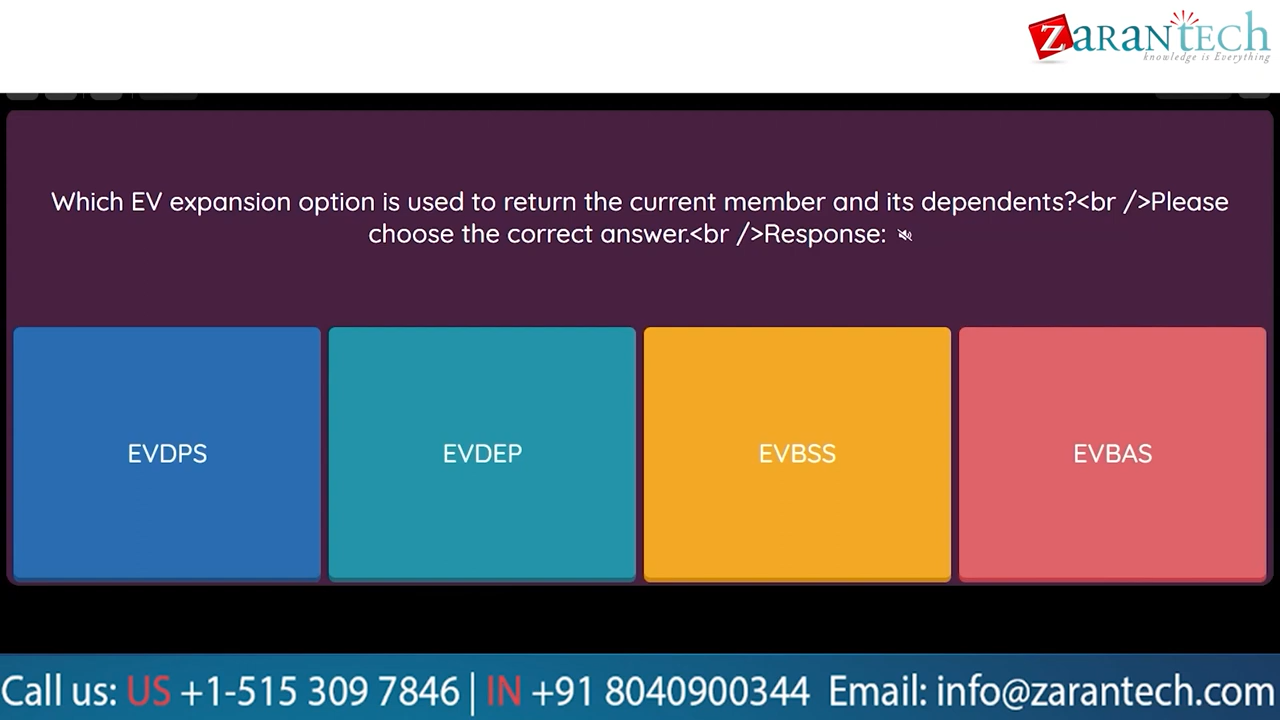 ZARANTECH
knowledge is Everything
Which EV expansion option is used to return the current member and its dependents?<br />Please
choose the correct answer.<br />Response:
EVDPS
EVDEP
EVBSS
EVBAS
Call us: US +1-515 309 7846 | IN +91 8040900344 Email: info@zarantech.com